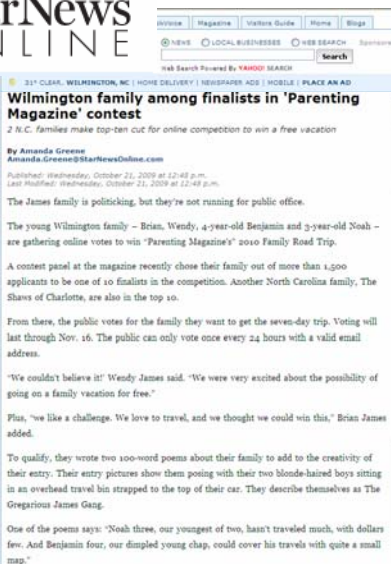 rNews
LINE
Magazine | Visitors Guide | Home | Blogs
NEWS LOCAL BUSINESSES WEB SEARCH
Search
Web Search Powered By YAHOO! SEARCH
31° CLEAR, WILMINGTON, NC | HOME DELIVERY | NEWSPAPER ADS | MOBILE | PLACE AN AD
Wilmington family among finalists in 'Parenting
Magazine' contest
2 N.C. families make top-ten cut for online competition to win a free vacation
By Amanda Greene
Amanda.Greene@StarNewsOnline.com
Published: Wednesday, October 21, 2009 at 12:48 p.m.
Last Modified: Wednesday, October 21, 2009 at 12:48 p.m.
The James family is politicking, but they're not running for public office.
The young Wilmington family – Brian, Wendy, 4-year-old Benjamin and 3-year-old Noah –
are gathering online votes to win "Parenting Magazine's" 2010 Family Road Trip.
A contest panel at the magazine recently chose their family out of more than 1,500
applicants to be one of 10 finalists in the competition. Another North Carolina family, The
Shaws of Charlotte, are also in the top 10.
From there, the public votes for the family they want to get the seven-day trip. Voting will
last through Nov. 16. The public can only vote once every 24 hours with a valid email
address.
"We couldn't believe it!' Wendy James said. "We were very excited about the possibility of
going on a family vacation for free."
Plus, "we like a challenge. We love to travel, and we thought we could win this," Brian James
added.
To qualify, they wrote two 100-word poems about their family to add to the creativity of
their entry. Their entry pictures show them posing with their two blonde-haired boys sitting
in an overhead travel bin strapped to the top of their car. They describe themselves as The
Gregarious James Gang.
One of the poems says: "Noah three, our youngest of two, hasn't traveled much, with dollars
few. And Benjamin four, our dimpled young chap, could cover his travels with quite a small
map."